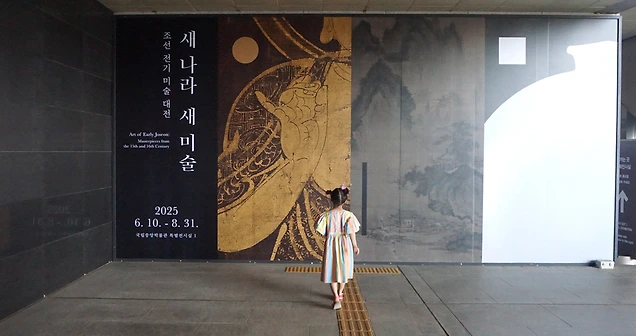 새 나라 새 미술
조선 전기 미술 대전
Art of Early Joseon:
Masterpieces from
the 15th and 16th Century
2025
6. 10. - 8. 31.
국립중앙박물관 특별전시실 1